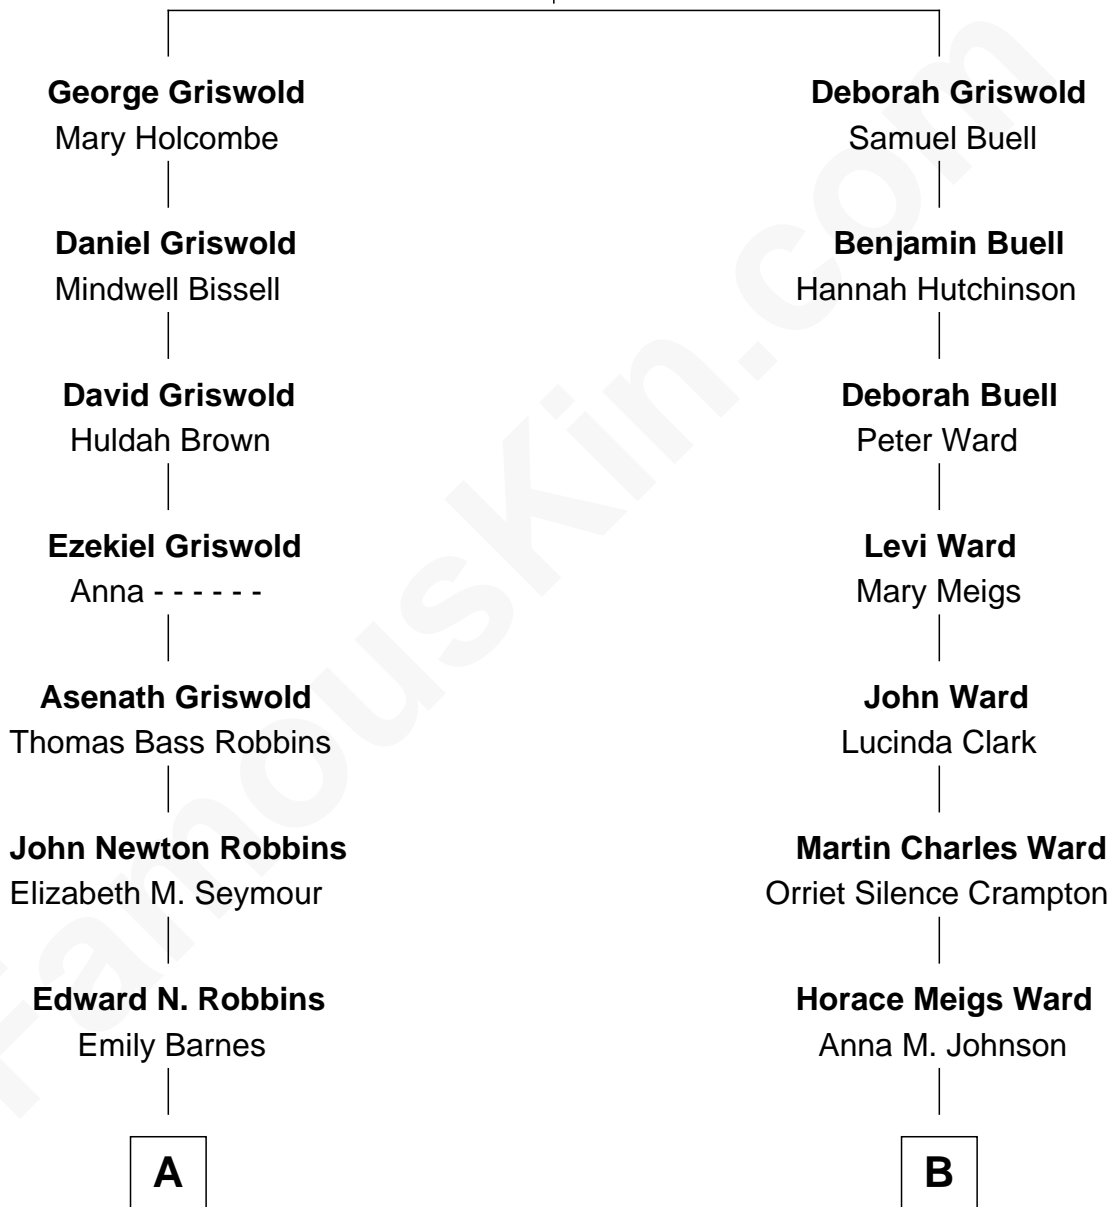 George Griswold
Mary Holcombe
Daniel Griswold
Mindwell Bissell
David Griswold
Huldah Brown
Ezekiel Griswold
Anna - - - - - -
Asenath Griswold
Thomas Bass Robbins
John Newton Robbins
Elizabeth M. Seymour
Edward N. Robbins
Emily Barnes
A
Deborah Griswold
Samuel Buell
Benjamin Buell
Hannah Hutchinson
Deborah Buell
Peter Ward
Levi Ward
Mary Meigs
John Ward
Lucinda Clark
Martin Charles Ward
Orriet Silence Crampton
Horace Meigs Ward
Anna M. Johnson
B
FamousKin.com